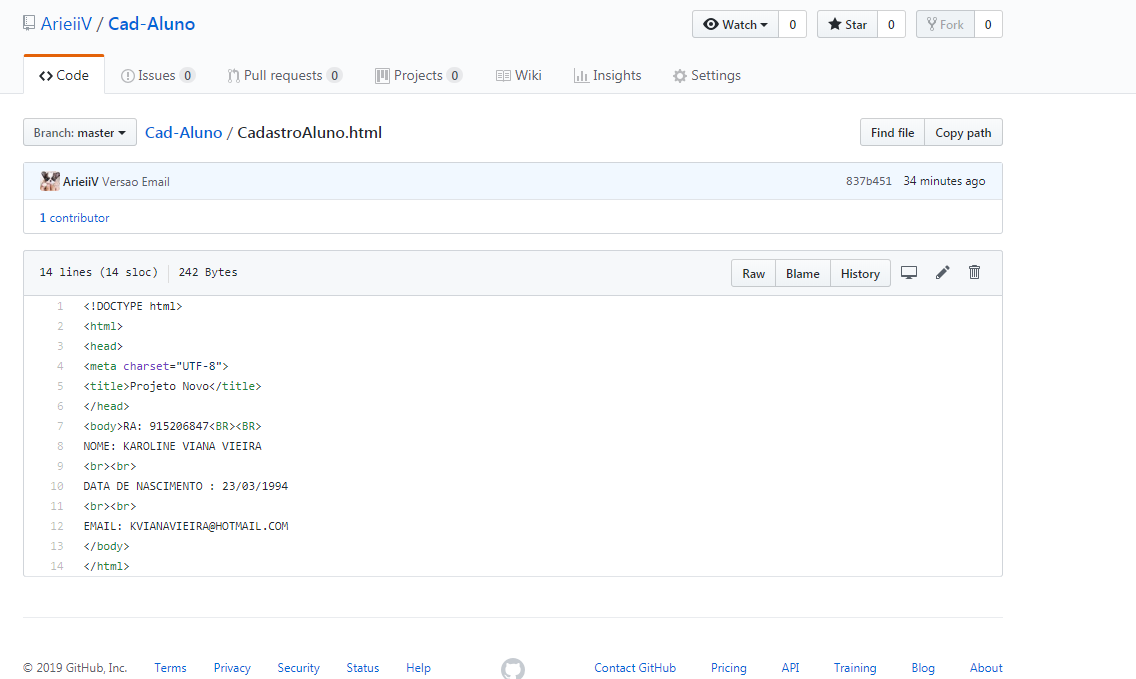 ArieiiV / Cad-Aluno
Watch 0 Star 0 Fork 0
Code Issues 0 Pull requests 0 Projects 0 Wiki Insights Settings
Branch: master Cad-Aluno / CadastroAluno.html Find file Copy path
ArieiiV Versao Email 837b451 34 minutes ago
1 contributor
14 lines (14 sloc) 242 Bytes Raw Blame History
1 <!DOCTYPE html>
2 <html>
3 <head>
4 <meta charset="UTF-8">
5 <title>Projeto Novo</title>
6 </head>
7 <body>RA: 915206847<BR><BR>
8 NOME: KAROLINE VIANA VIEIRA
9 <br><br>
10 DATA DE NASCIMENTO : 23/03/1994
11 <br><br>
12 EMAIL: KVIANAVIEIRA@HOTMAIL.COM
13 </body>
14 </html>
© 2019 GitHub, Inc. Terms Privacy Security Status Help Contact GitHub Pricing API Training Blog About